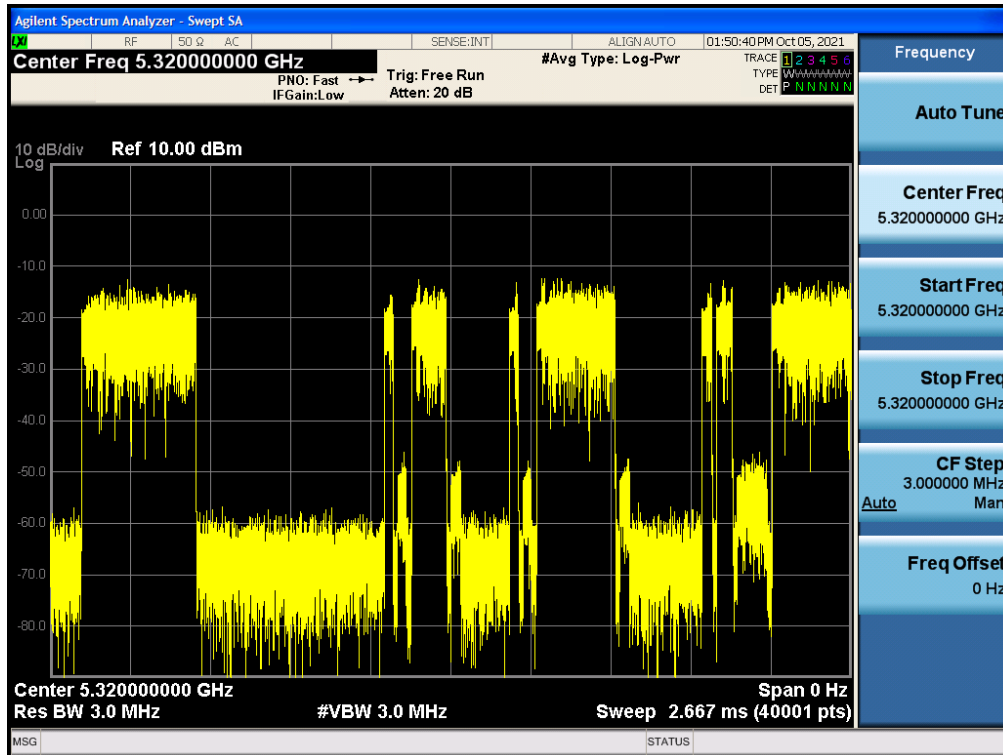 Agilent Spectrum Analyzer - Swept SA
LXI RF 50 Ω AC SENSE:INT ALIGN AUTO 01:50:40 PM Oct 05, 2021
Center Freq 5.320000000 GHz
PNO: Fast
IFGain:Low
Trig: Free Run
Atten: 20 dB
#Avg Type: Log-Pwr
TRACE 1 2 3 4 5 6
TYPE
DET P N N N N N
10 dB/div Ref 10.00 dBm
Log
0.00
-10.0
-20.0
-30.0
-40.0
-50.0
-60.0
-70.0
-80.0
Center 5.320000000 GHz Span 0 Hz
Res BW 3.0 MHz #VBW 3.0 MHz Sweep 2.667 ms (40001 pts)
MSG STATUS
Frequency
Auto Tune
Center Freq
5.320000000 GHz
Start Freq
5.320000000 GHz
Stop Freq
5.320000000 GHz
CF Step
3.000000 MHz
Auto Man
Freq Offset
0 Hz